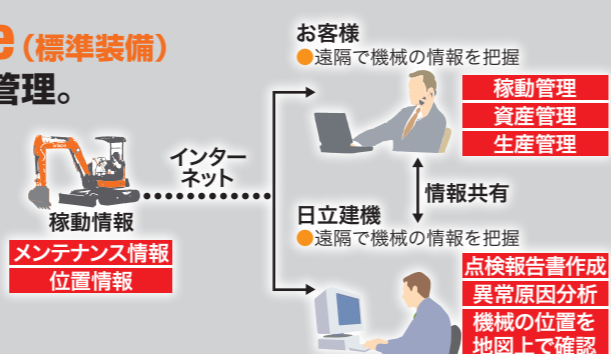 e(標準装備)
管理。
お客様
●遠隔で機械の情報を把握
稼動管理
資産管理
生産管理
インター
ネット
稼動情報
メンテナンス情報
位置情報
情報共有
日立建機
●遠隔で機械の情報を把握
点検報告書作成
異常原因分析
機械の位置を
地図上で確認